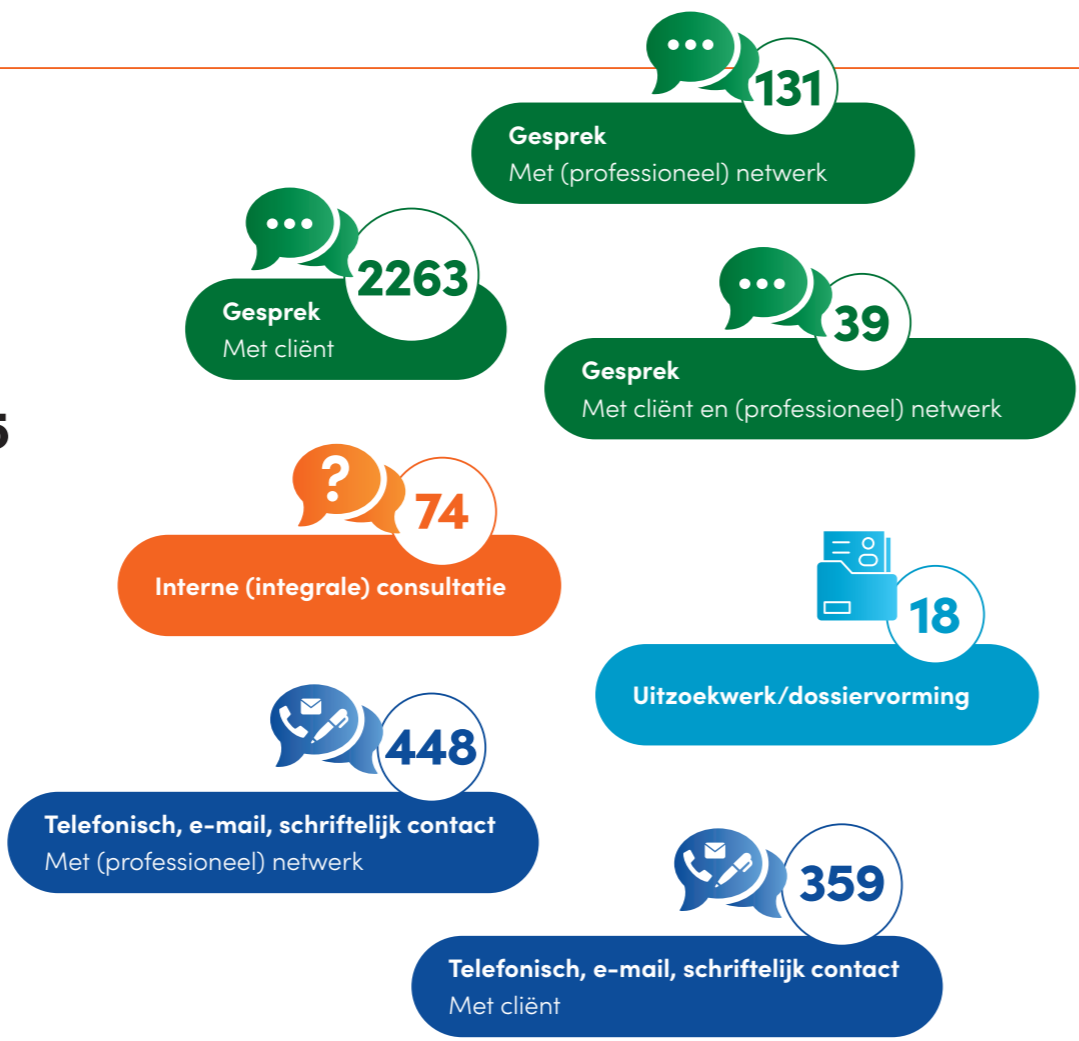 131
Gesprek
Met (professioneel) netwerk
2263
Gesprek
Met cliënt
39
Gesprek
Met cliënt en (professioneel) netwerk
5
?
74
Interne (integrale) consultatie
18
Uitzoekwerk/dossiervorming
448
Telefonisch, e-mail, schriftelijk contact
Met (professioneel) netwerk
359
Telefonisch, e-mail, schriftelijk contact
Met cliënt